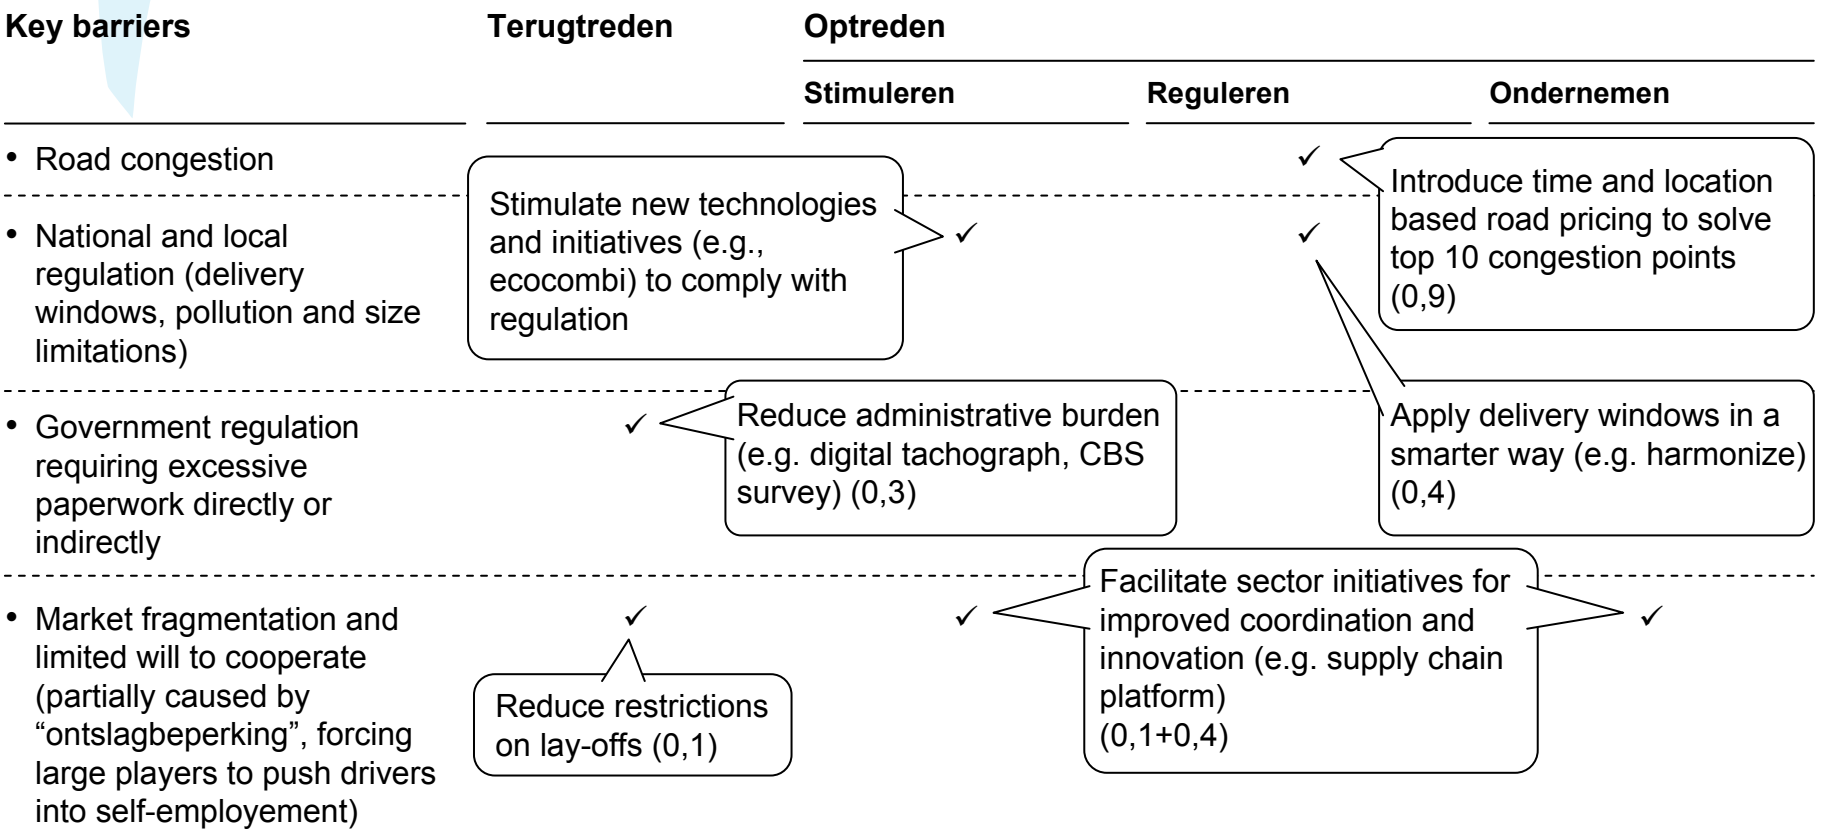 Key barriers
Terugtreden
Optreden
Stimuleren
Reguleren
Ondernemen
• Road congestion
✓
Introduce time and location
based road pricing to solve
top 10 congestion points
(0,9)
• National and local
regulation (delivery
windows, pollution and size
limitations)
Stimulate new technologies
and initiatives (e.g.,
ecocombi) to comply with
regulation
✓
✓
Apply delivery windows in a
smarter way (e.g. harmonize)
(0,4)
• Government regulation
requiring excessive
paperwork directly or
indirectly
✓
Reduce administrative burden
(e.g. digital tachograph, CBS
survey) (0,3)
• Market fragmentation and
limited will to cooperate
(partially caused by
“ontslagbeperking”, forcing
large players to push drivers
into self-employement)
✓
Reduce restrictions
on lay-offs (0,1)
✓
Facilitate sector initiatives for
improved coordination and
innovation (e.g. supply chain
platform)
(0,1+0,4)
✓